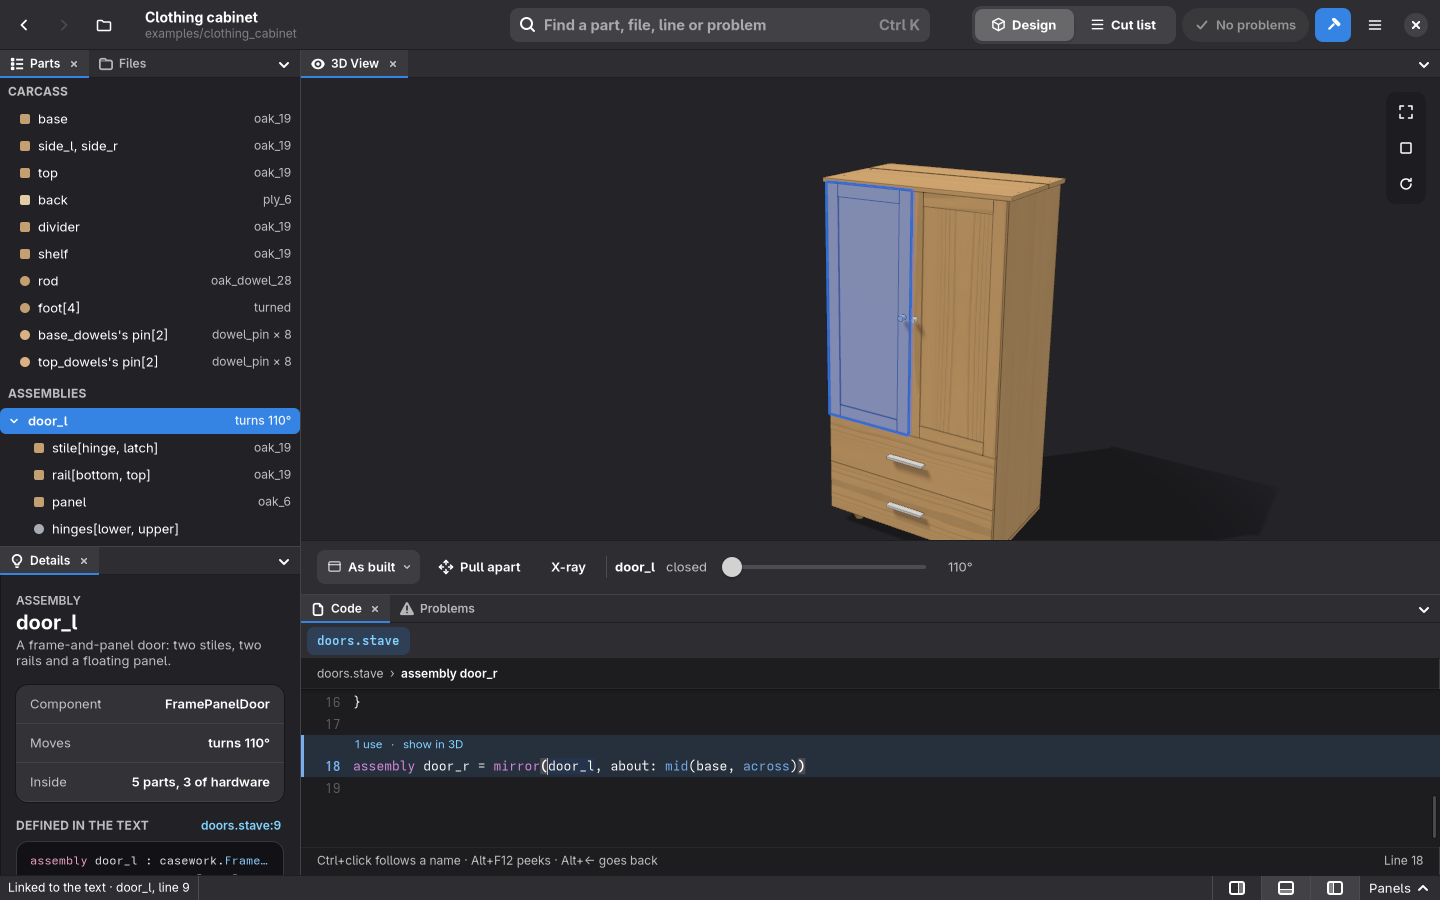 Clothing cabinet
examples/clothing_cabinet
Find a part, file, line or problem
Ctrl K
Design
Cut list
No problems
Parts ×
Files
3D View ×
CARCASS
base oak_19
side_l, side_r oak_19
top oak_19
back ply_6
divider oak_19
shelf oak_19
rod oak_dowel_28
foot[4] turned
base_dowels's pin[2] dowel_pin × 8
top_dowels's pin[2] dowel_pin × 8
ASSEMBLIES
door_l turns 110°
stile[hinge, latch] oak_19
rail[bottom, top] oak_19
panel oak_6
hinges[lower, upper]
Details ×
ASSEMBLY
door_l
A frame-and-panel door: two stiles, two
rails and a floating panel.
Component FramePanelDoor
Moves turns 110°
Inside 5 parts, 3 of hardware
DEFINED IN THE TEXT doors.stave:9
assembly door_l : casework.Frame…
As built
Pull apart
X-ray
door_l closed 110°
Code ×
Problems
doors.stave
doors.stave › assembly door_r
16 }
17
1 use · show in 3D
18 assembly door_r = mirror(door_l, about: mid(base, across))
19
Ctrl+click follows a name · Alt+F12 peeks · Alt+← goes back
Line 18
Linked to the text · door_l, line 9
Panels